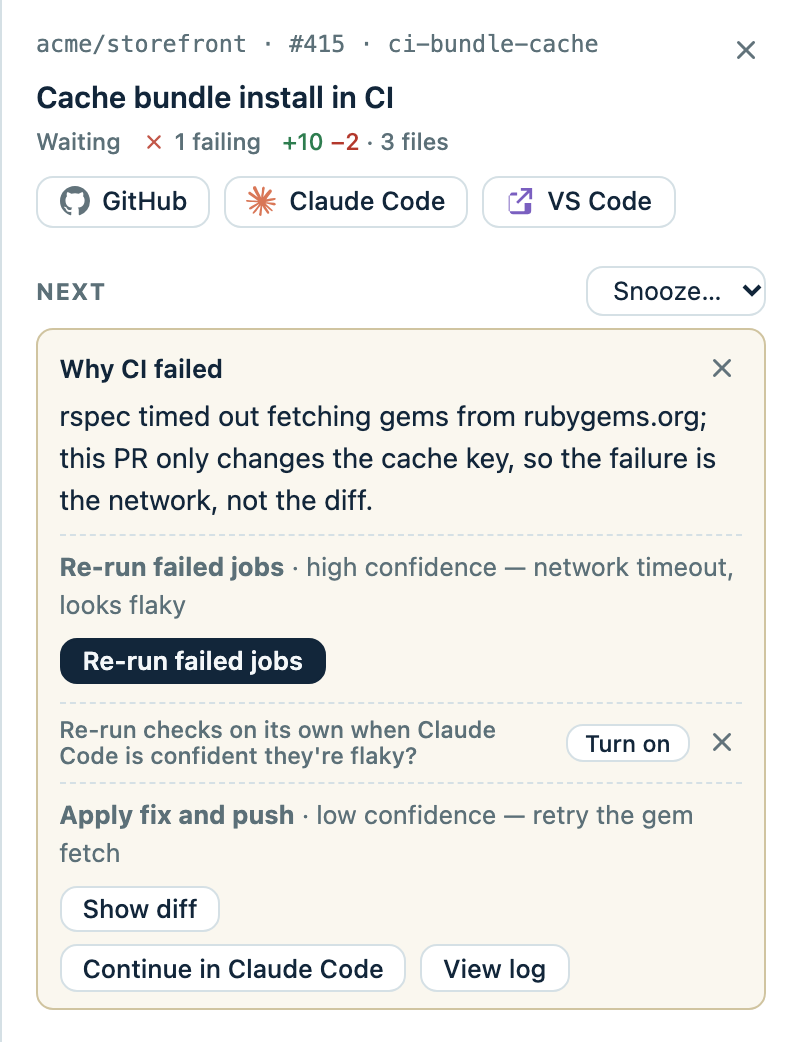 acme/storefront · #415 · ci-bundle-cache
Cache bundle install in CI
Waiting ✕ 1 failing +10 −2 · 3 files
GitHub Claude Code VS Code
NEXT Snooze...
Why CI failed
rspec timed out fetching gems from rubygems.org;
this PR only changes the cache key, so the failure is
the network, not the diff.
Re-run failed jobs · high confidence — network timeout,
looks flaky
Re-run failed jobs
Re-run checks on its own when Claude
Code is confident they're flaky?
Turn on
Apply fix and push · low confidence — retry the gem
fetch
Show diff
Continue in Claude Code View log